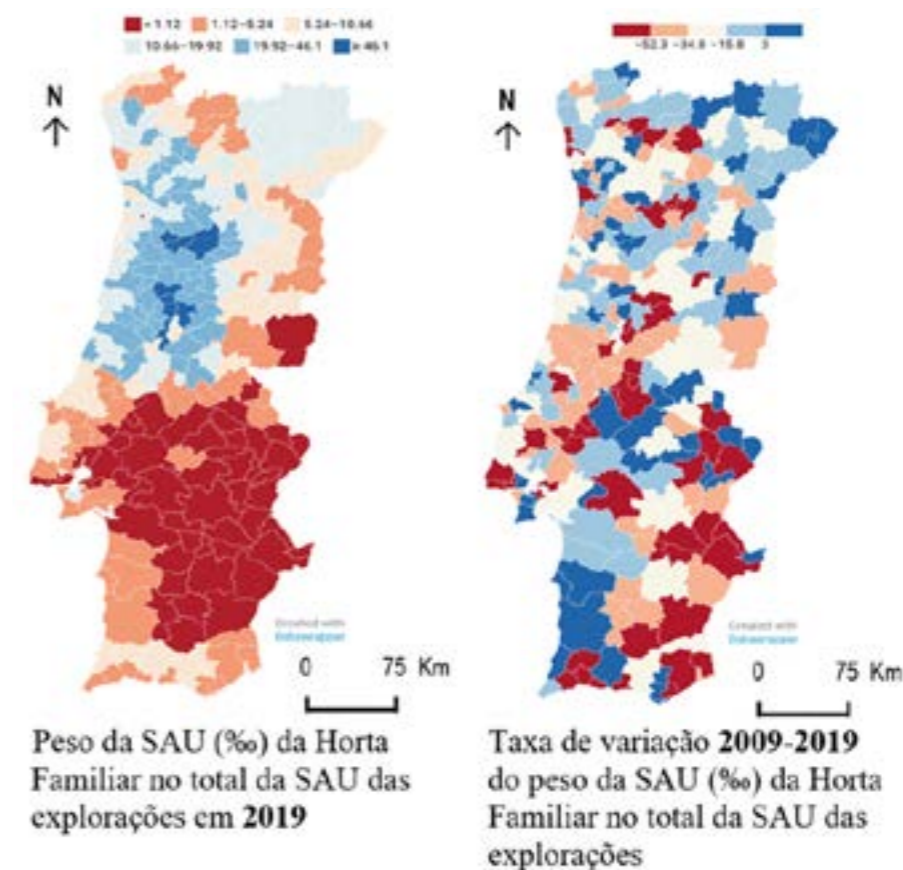 < 1.12 1.12–5.24 5.24–10.66
10.66–19.92 19.92–46.1 ≥ 46.1
N
Created with
Datawrapper
0 75 Km
Peso da SAU (‰) da Horta
Familiar no total da SAU das
explorações em 2019
−52.3 −34.8 −15.8 3
N
Created with
Datawrapper
0 75 Km
Taxa de variação 2009-2019
do peso da SAU (‰) da Horta
Familiar no total da SAU das
explorações